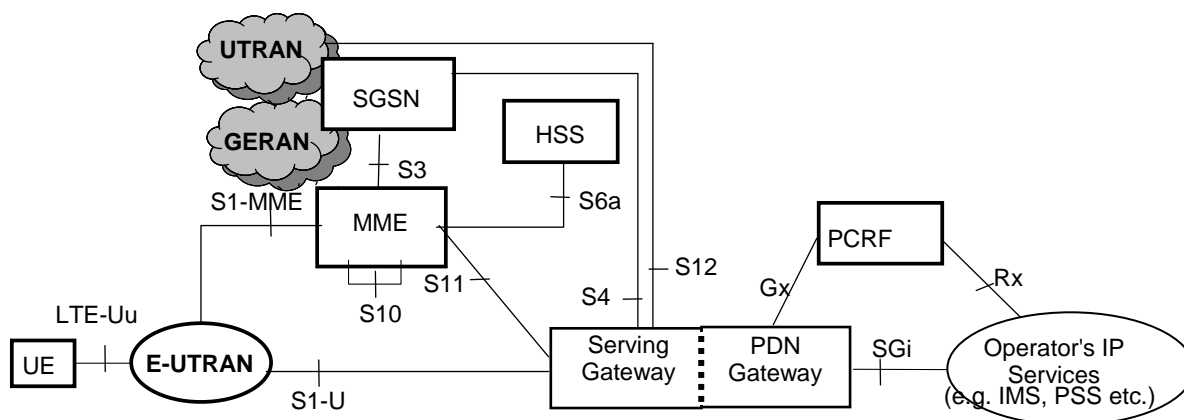 UTRAN
SGSN
GERAN
HSS
S3
S1-MME
S6a
MME
PCRF
S11
S12
S10
S4
Gx
Rx
LTE-Uu
UE
E-UTRAN
S1-U
Serving
Gateway
PDN
Gateway
SGi
Operator's IP
Services
(e.g. IMS, PSS etc.)